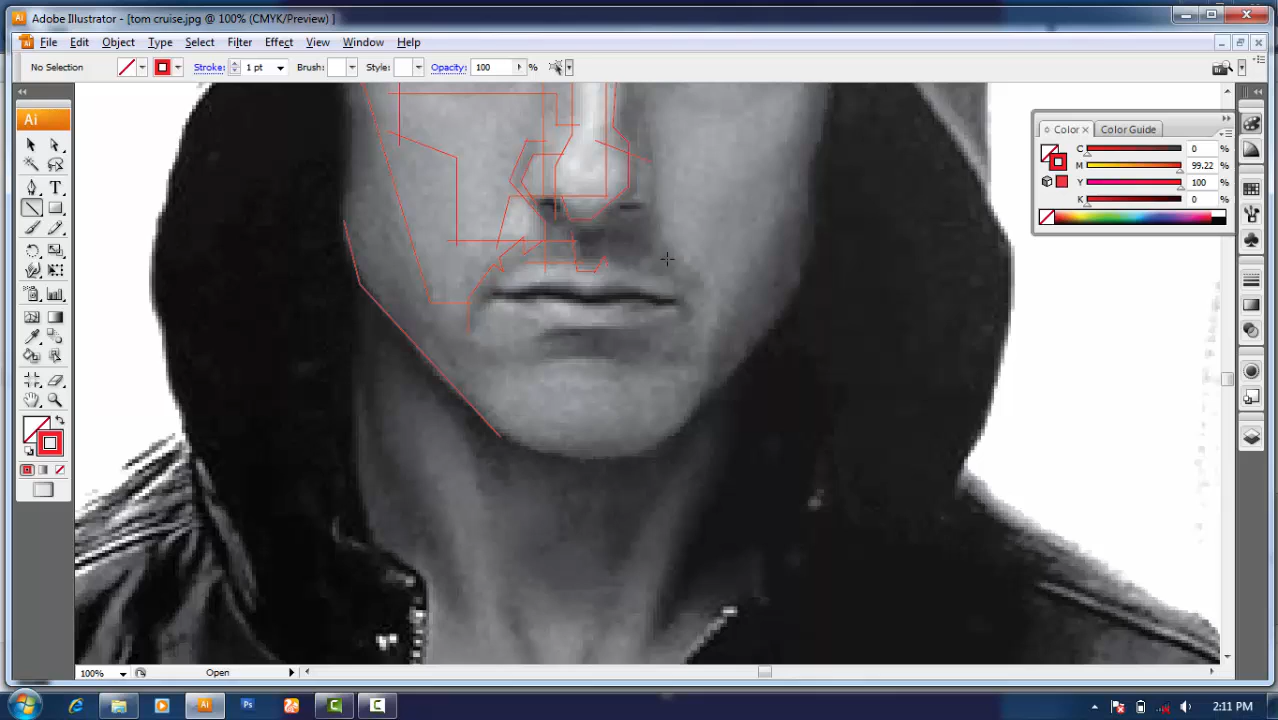 Adobe Illustrator - [tom cruise.jpg @ 100% (CMYK/Preview) ]
File Edit Object Type Select Filter Effect View Window Help
No Selection Stroke: 1 pt Brush: Style: Opacity: 100 %
Ai
Color × Color Guide
C 0 %
M 99.22 %
Y 100 %
K 0 %
T
100% Open
Ps Ai C C
2:11 PM